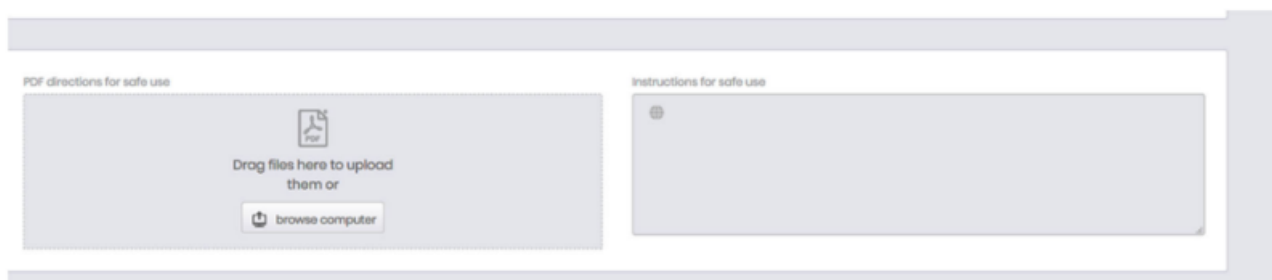 PDF directions for safe use
PDF
Drag files here to upload
them or
browse computer
Instructions for safe use